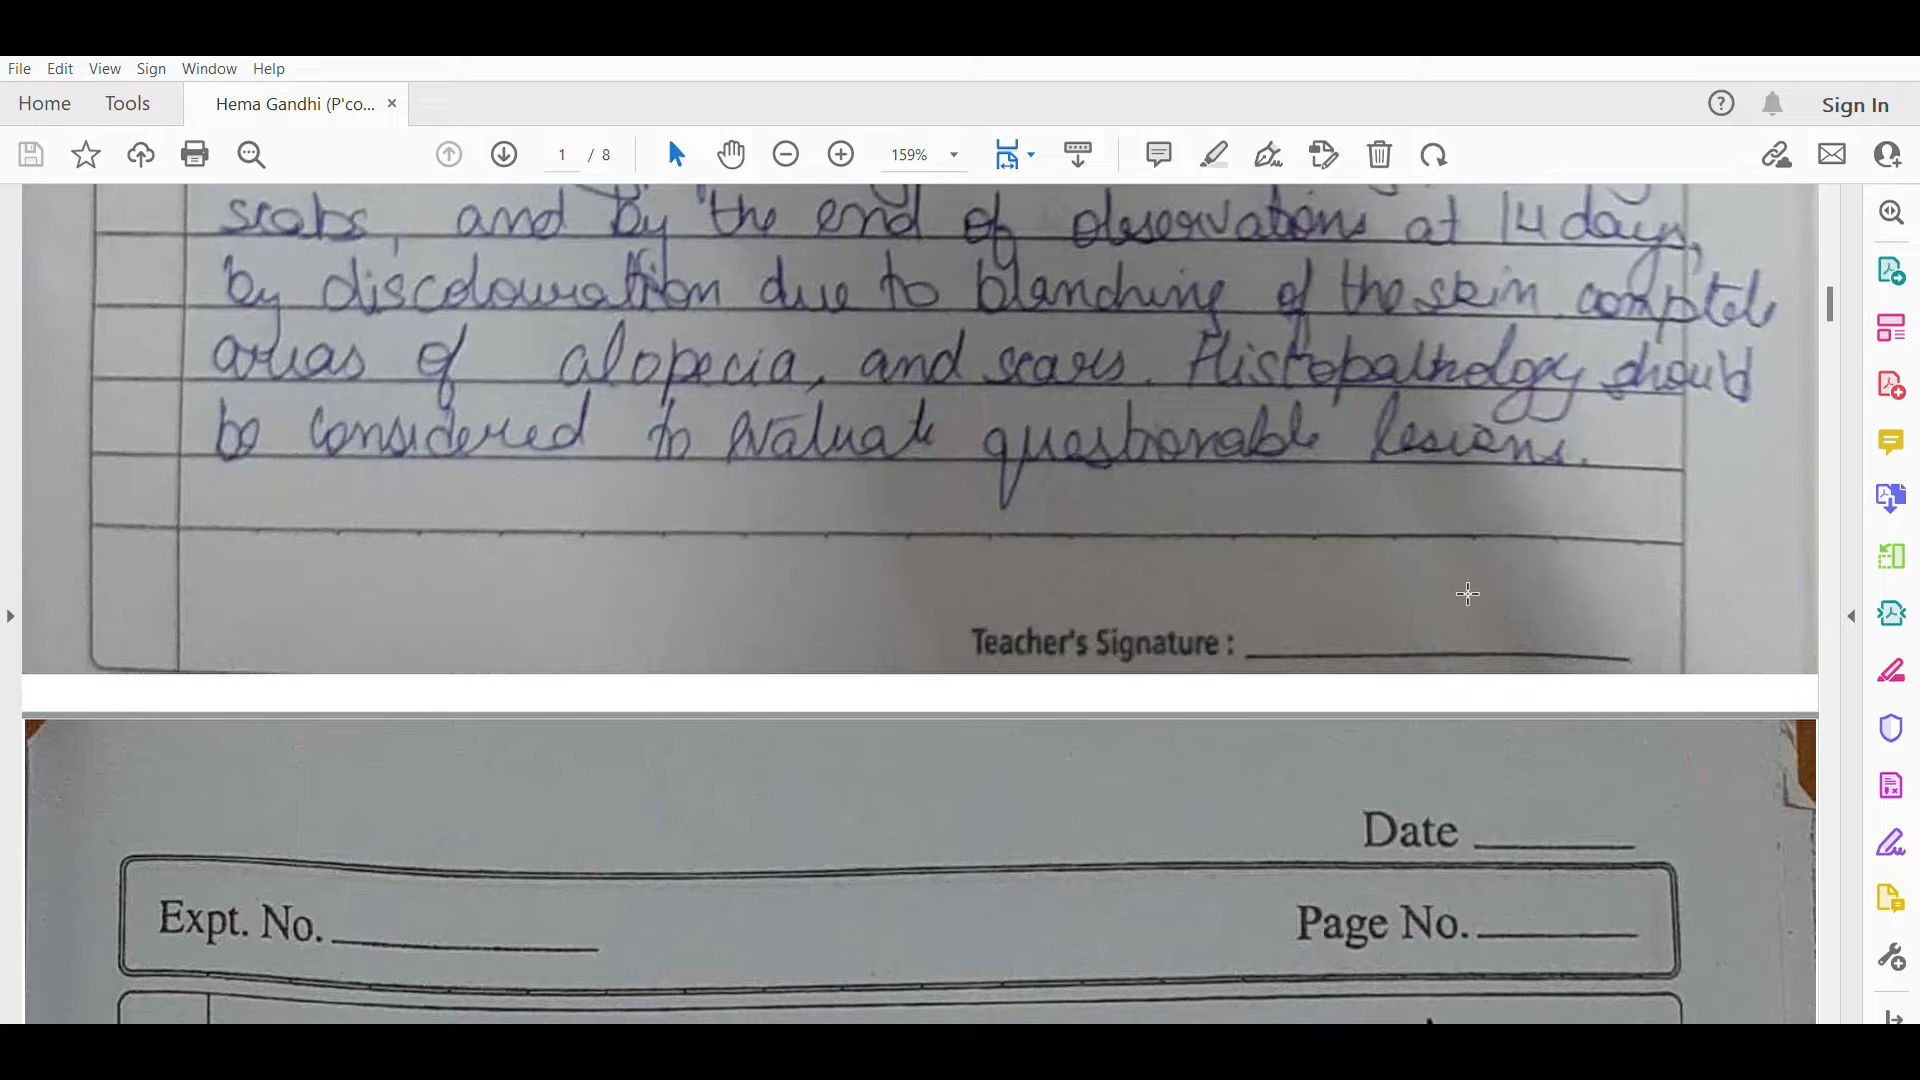 File Edit View Sign Window Help
Home Tools Hema Gandhi (P'co... × Sign In
1 / 8 159%
scabs, and by the end of observations at 14 days,
by discolouration due to blanching of the skin complete
areas of alopecia, and scars. Histopathology should
be considered to evaluate questionable lesions.
Teacher's Signature :
Date
Expt. No. Page No.